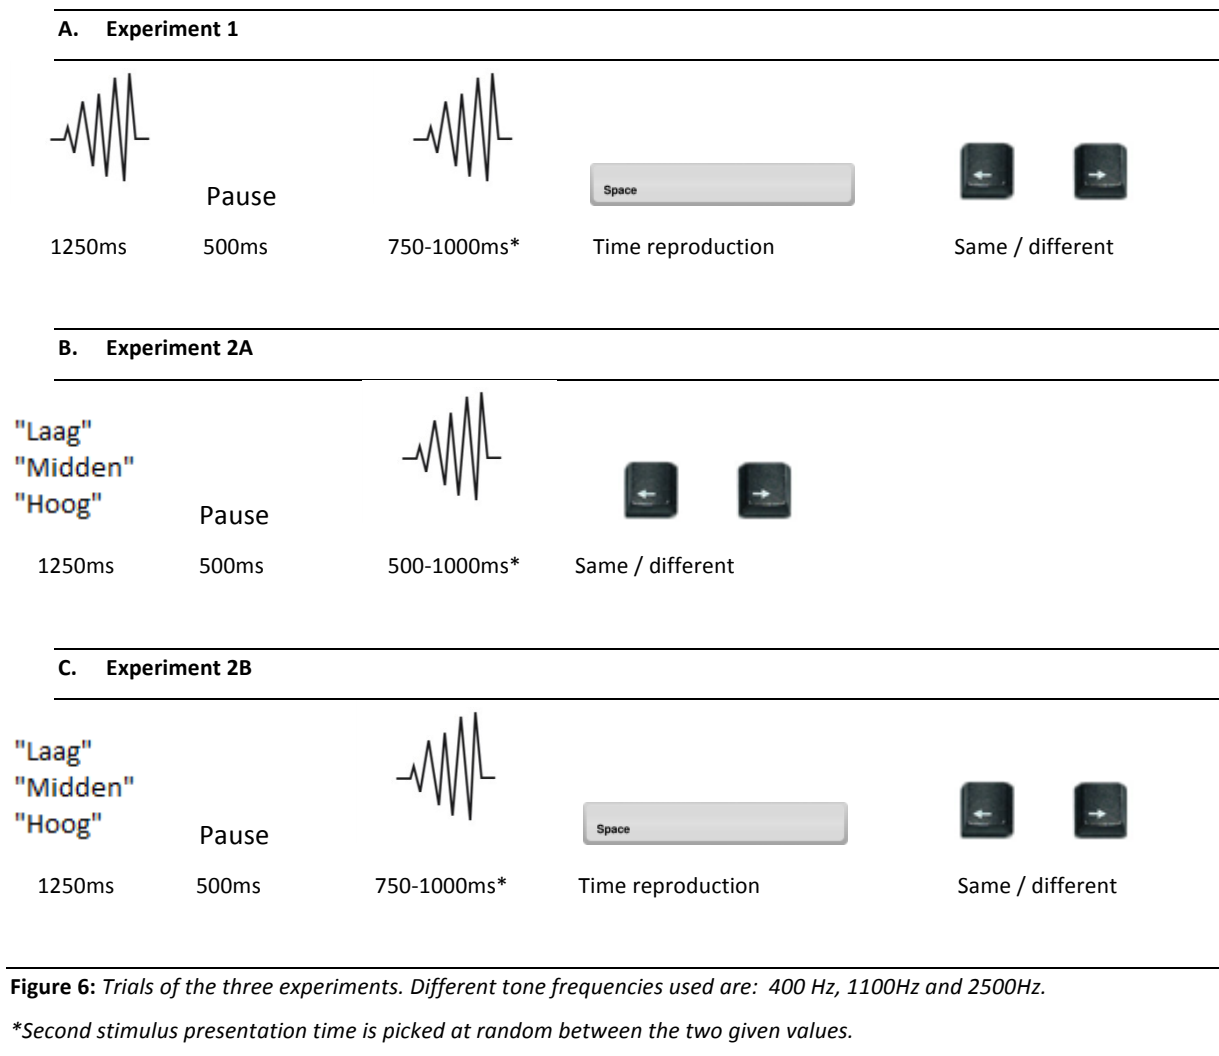 A. Experiment 1
Pause
Space
← →
1250ms 500ms 750-1000ms* Time reproduction Same / different
B. Experiment 2A
"Laag"
"Midden"
"Hoog"
Pause
← →
1250ms 500ms 500-1000ms* Same / different
C. Experiment 2B
"Laag"
"Midden"
"Hoog"
Pause
Space
← →
1250ms 500ms 750-1000ms* Time reproduction Same / different
Figure 6: Trials of the three experiments. Different tone frequencies used are: 400 Hz, 1100Hz and 2500Hz.
*Second stimulus presentation time is picked at random between the two given values.